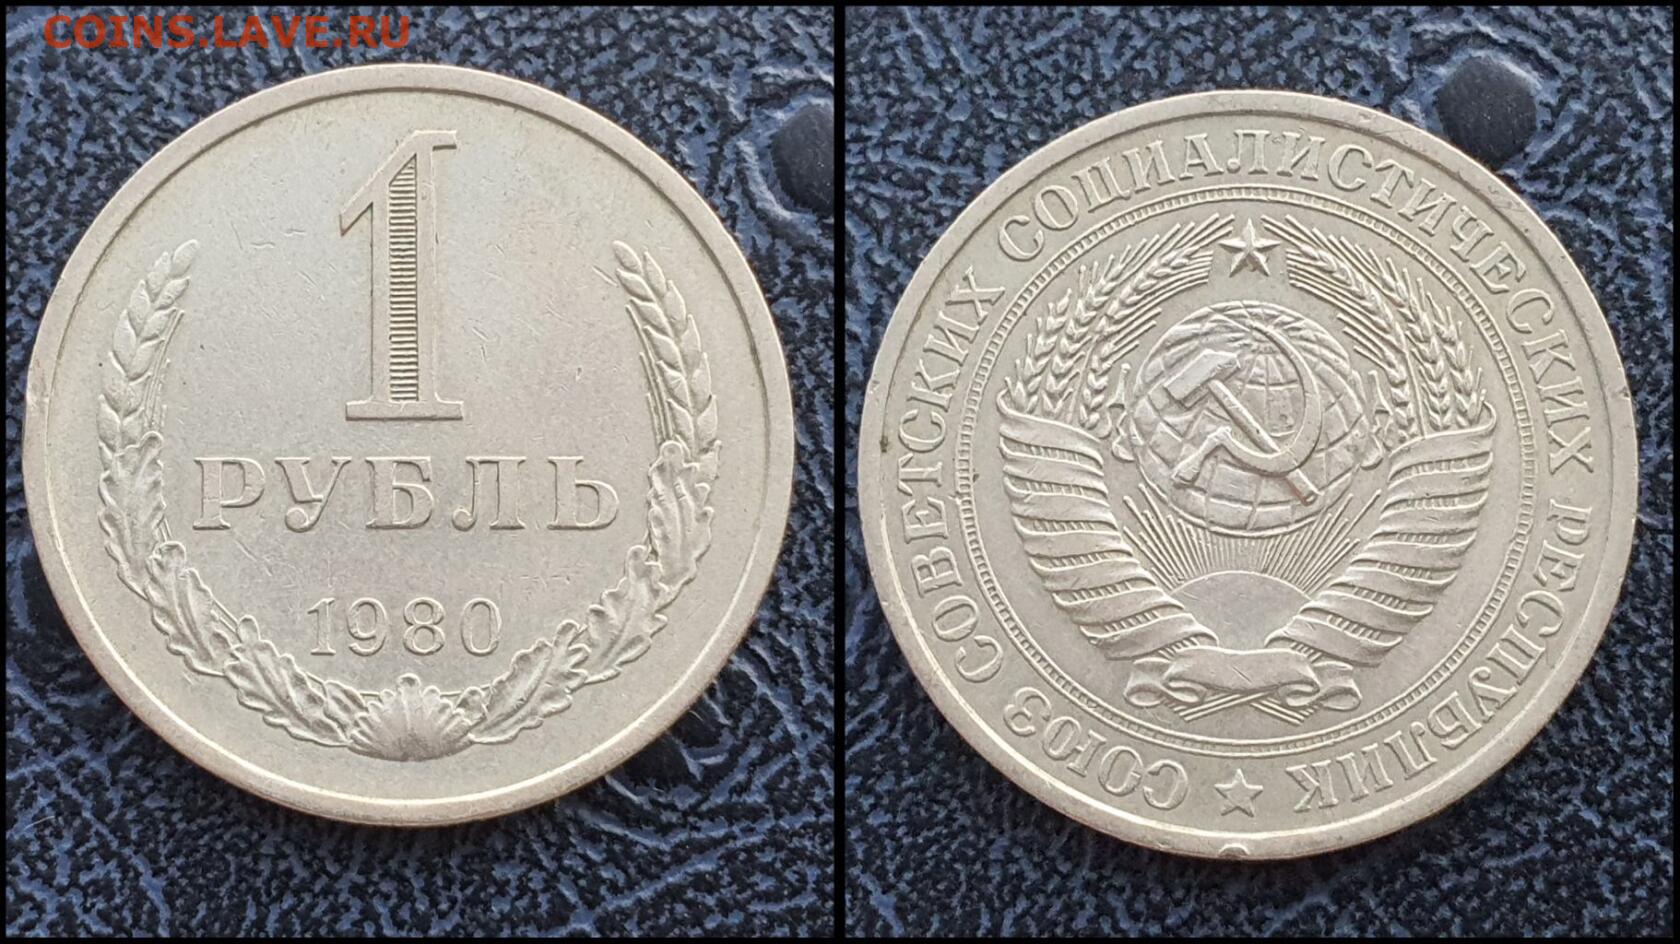 COINS.LAVE.RU
1
РУБЛЬ
1980
СОЮЗ СОВЕТСКИХ СОЦИАЛИСТИЧЕСКИХ РЕСПУБЛИК